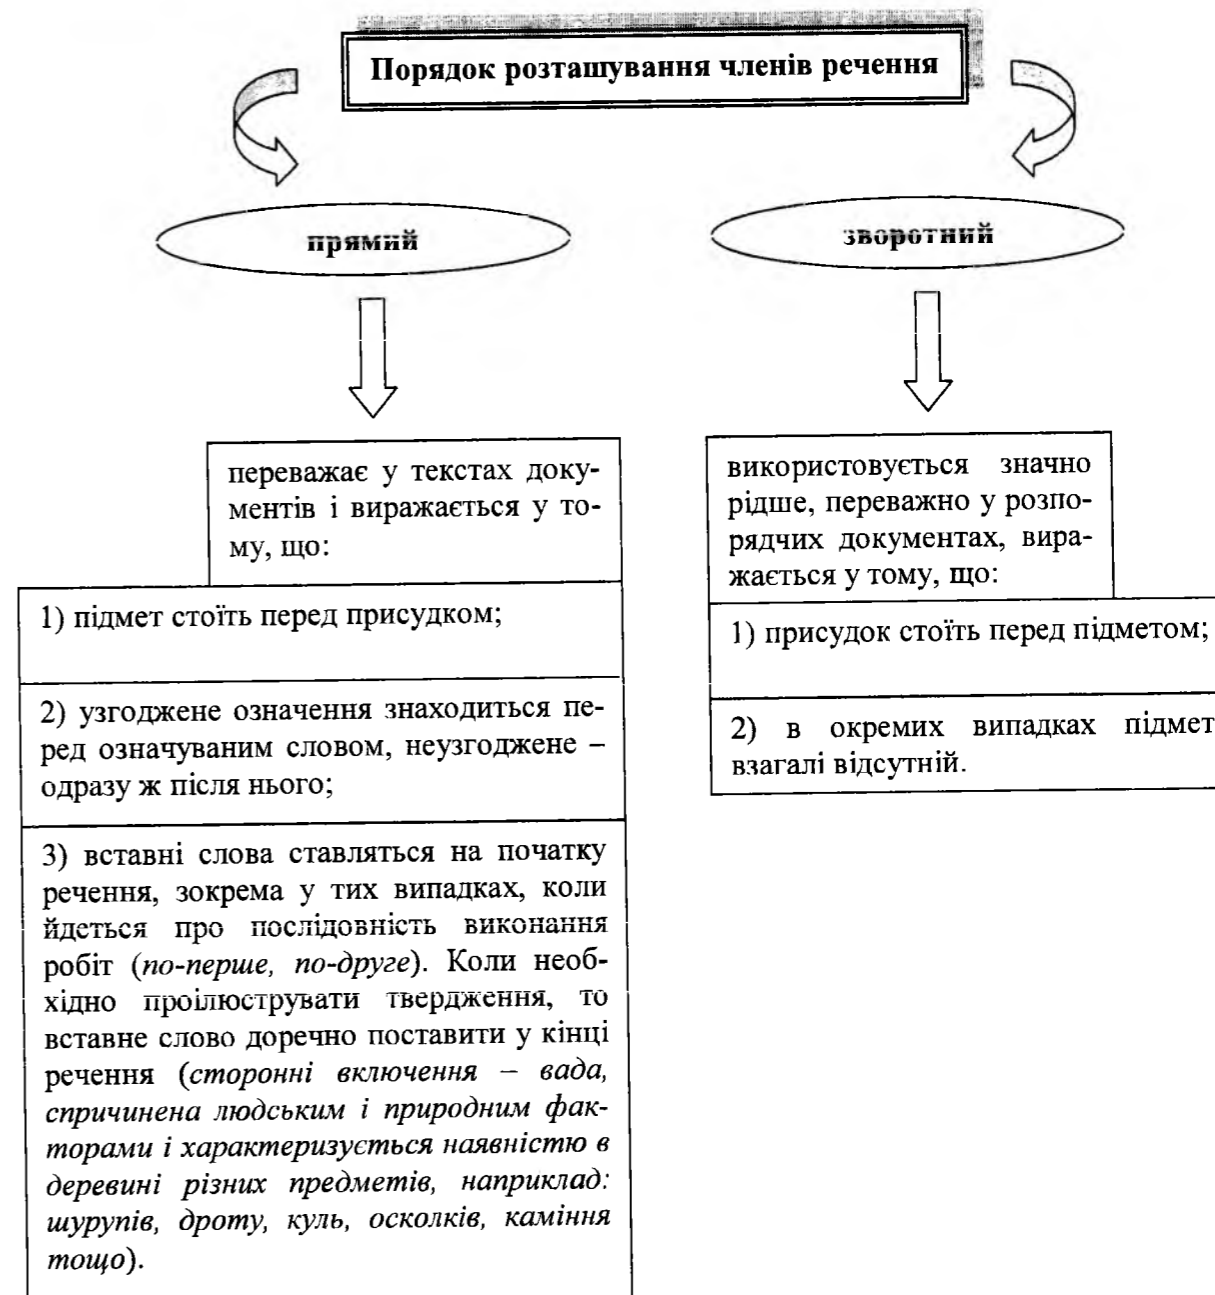 Порядок розташування членів речення
прямий
зворотний
переважає у текстах доку-
ментів і виражається у то-
му, що:
1) підмет стоїть перед присудком;
2) узгоджене означення знаходиться пе-
ред означуваним словом, неузгоджене –
одразу ж після нього;
3) вставні слова ставляться на початку
речення, зокрема у тих випадках, коли
йдеться про послідовність виконання
робіт (по-перше, по-друге). Коли необ-
хідно проілюструвати твердження, то
вставне слово доречно поставити у кінці
речення (сторонні включення – вада,
спричинена людським і природним фак-
торами і характеризується наявністю в
деревині різних предметів, наприклад:
шурупів, дроту, куль, осколків, каміння
тощо).
використовується значно
рідше, переважно у розпо-
рядчих документах, вира-
жається у тому, що:
1) присудок стоїть перед підметом;
2) в окремих випадках підмет
взагалі відсутній.